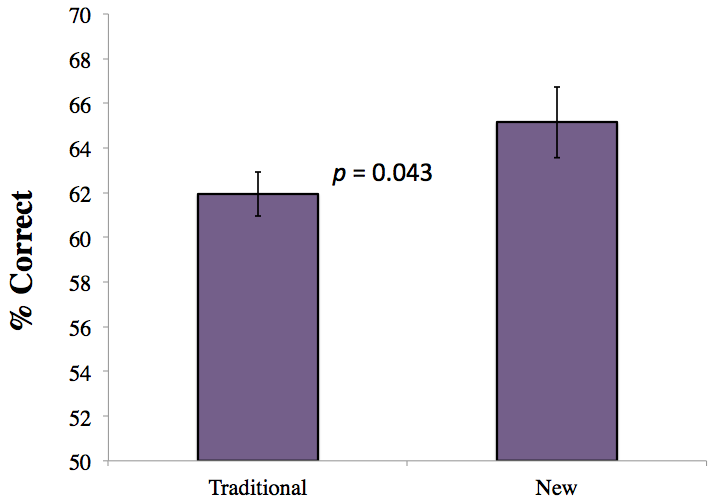 70
68
66
64
62
60
58
56
54
52
50
% Correct
p = 0.043
Traditional
New